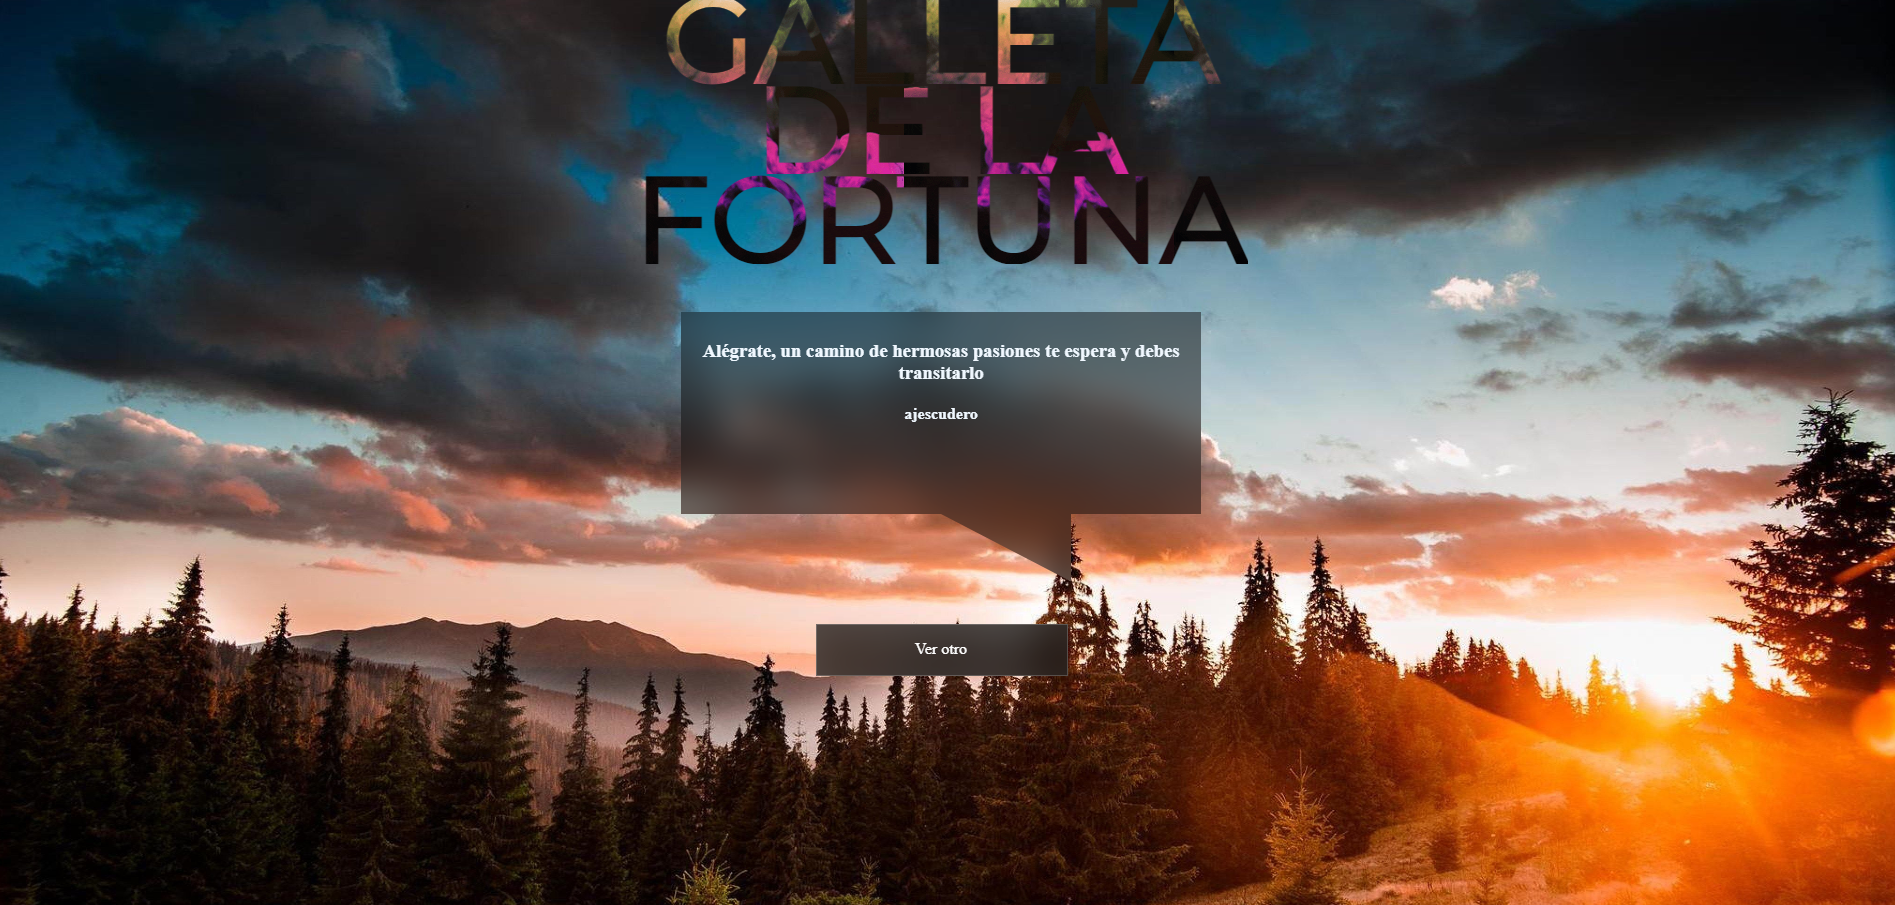 GALLETA
DE LA
FORTUNA
Alégrate, un camino de hermosas pasiones te espera y debes
transitarlo
ajescudero
Ver otro